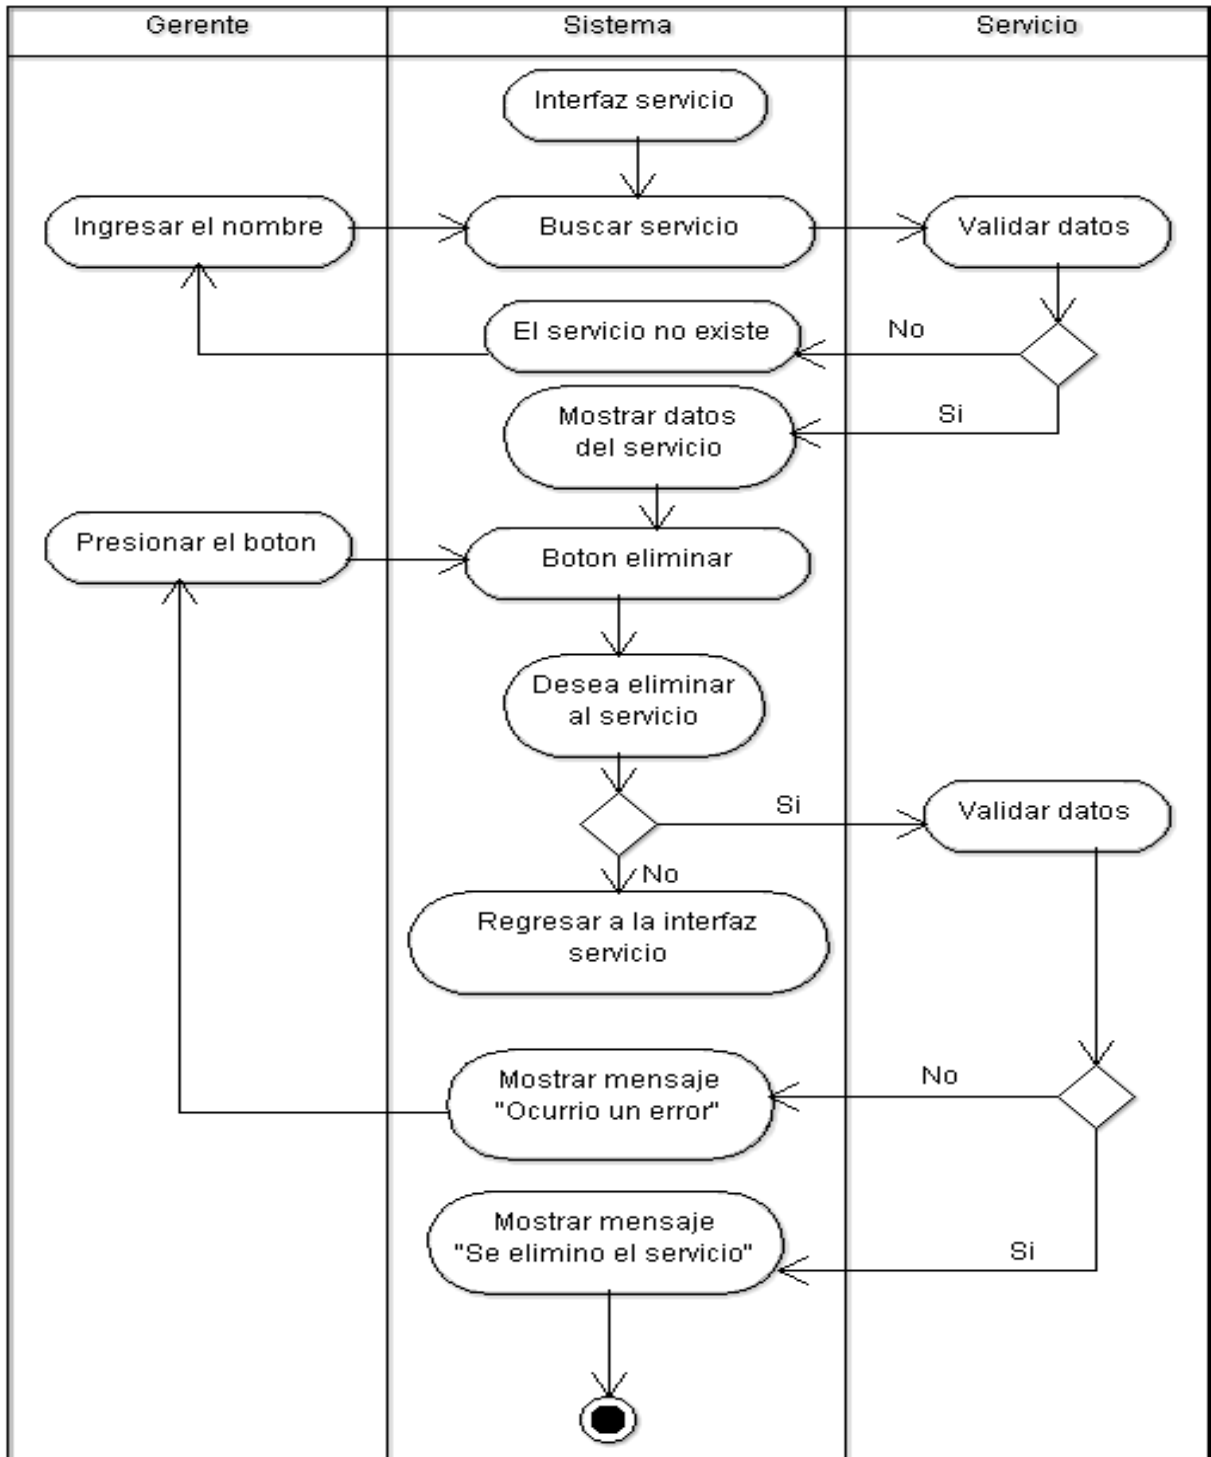 Gerente
Sistema
Servicio
Interfaz servicio
Ingresar el nombre
Buscar servicio
Validar datos
El servicio no existe
No
Mostrar datos
del servicio
Si
Presionar el boton
Boton eliminar
Desea eliminar
al servicio
Si
Validar datos
No
Regresar a la interfaz
servicio
Mostrar mensaje
"Ocurrio un error"
No
Mostrar mensaje
"Se elimino el servicio"
Si